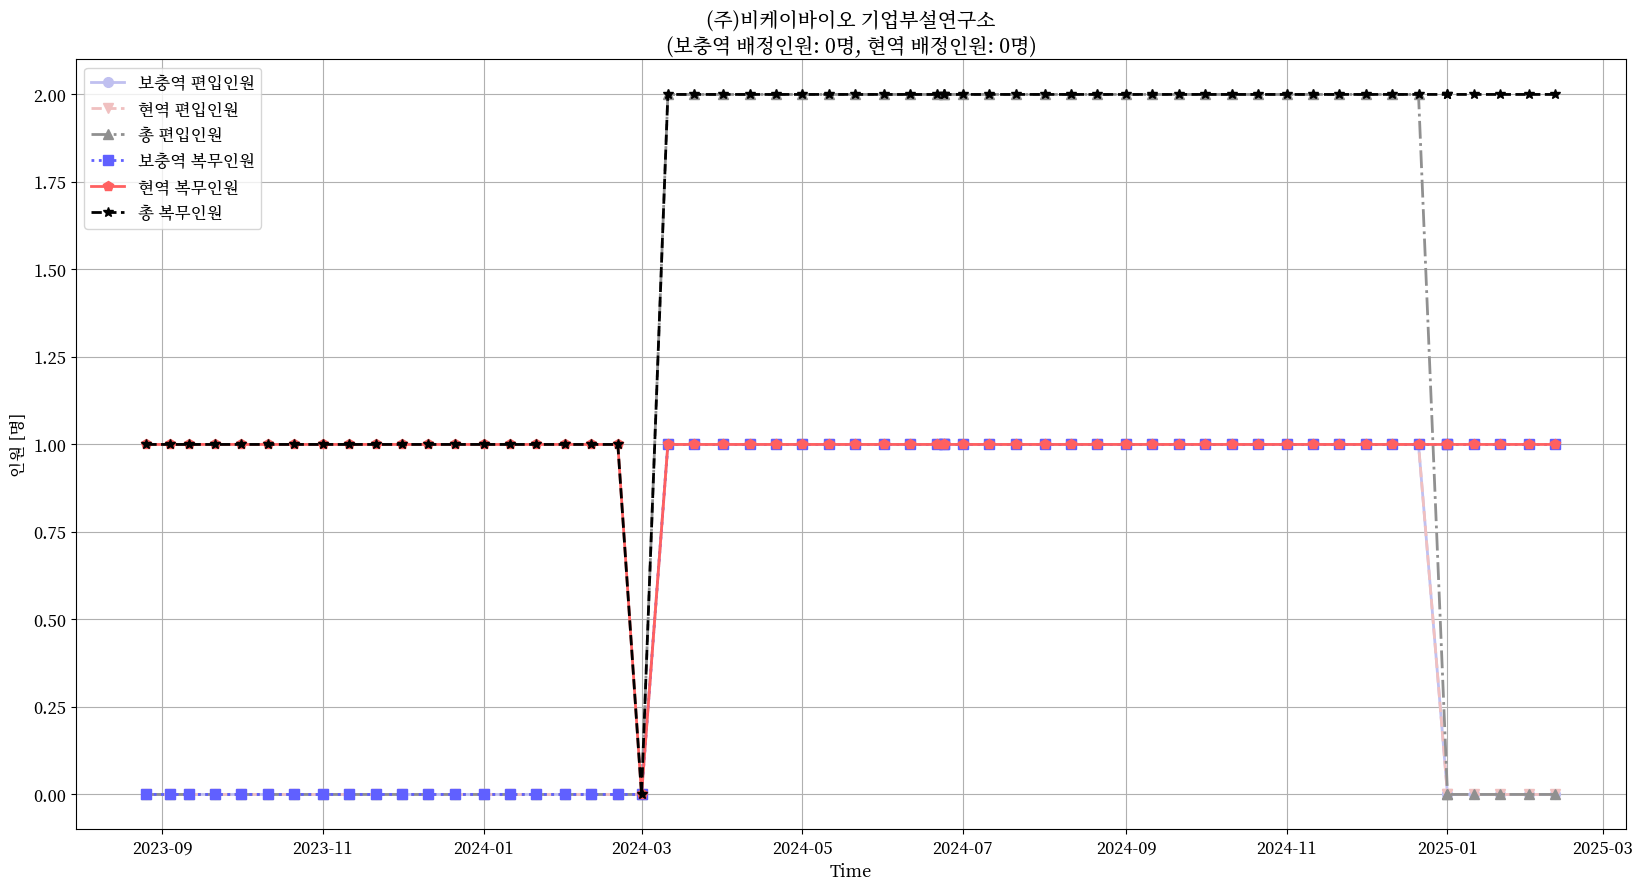 (주)비케이바이오 기업부설연구소
(보충역 배정인원: 0명, 현역 배정인원: 0명)
보충역 편입인원
현역 편입인원
총 편입인원
보충역 복무인원
현역 복무인원
총 복무인원
2.00
1.75
1.50
1.25
1.00
0.75
0.50
0.25
0.00
인원 [명]
2023-09
2023-11
2024-01
2024-03
2024-05
2024-07
2024-09
2024-11
2025-01
2025-03
Time